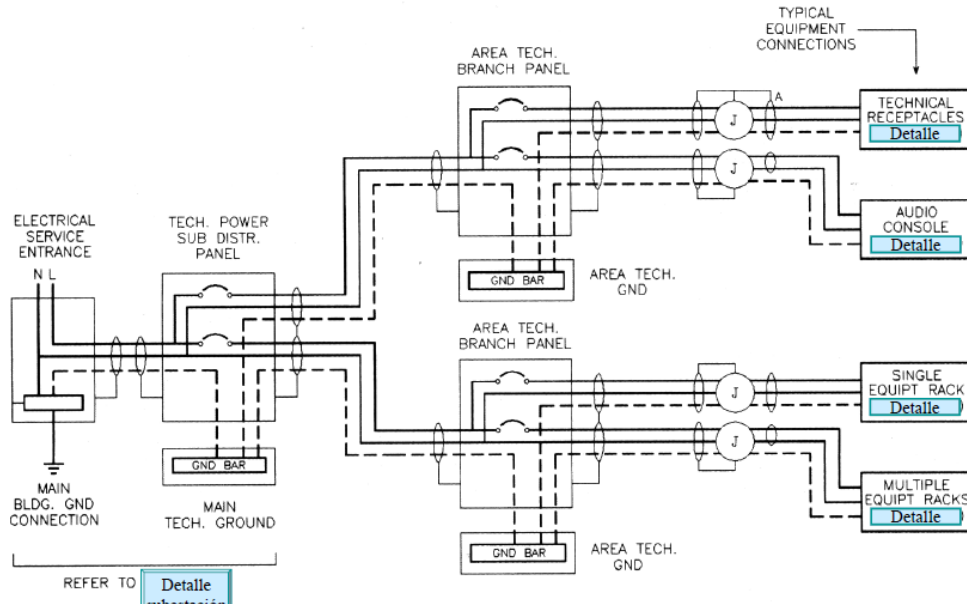 TYPICAL
EQUIPMENT
CONNECTIONS
AREA TECH.
BRANCH PANEL
A
J
TECHNICAL
RECEPTACLES
Detalle
J
AUDIO
CONSOLE
Detalle
ELECTRICAL
SERVICE
ENTRANCE
N L
TECH. POWER
SUB DISTR.
PANEL
GND BAR
AREA TECH.
GND
AREA TECH.
BRANCH PANEL
J
SINGLE
EQUIPT RACK
Detalle
J
MULTIPLE
EQUIPT RACKS
Detalle
GND BAR
MAIN
BLDG. GND
CONNECTION
MAIN
TECH. GROUND
GND BAR
AREA TECH.
GND
REFER TO
Detalle
subestación